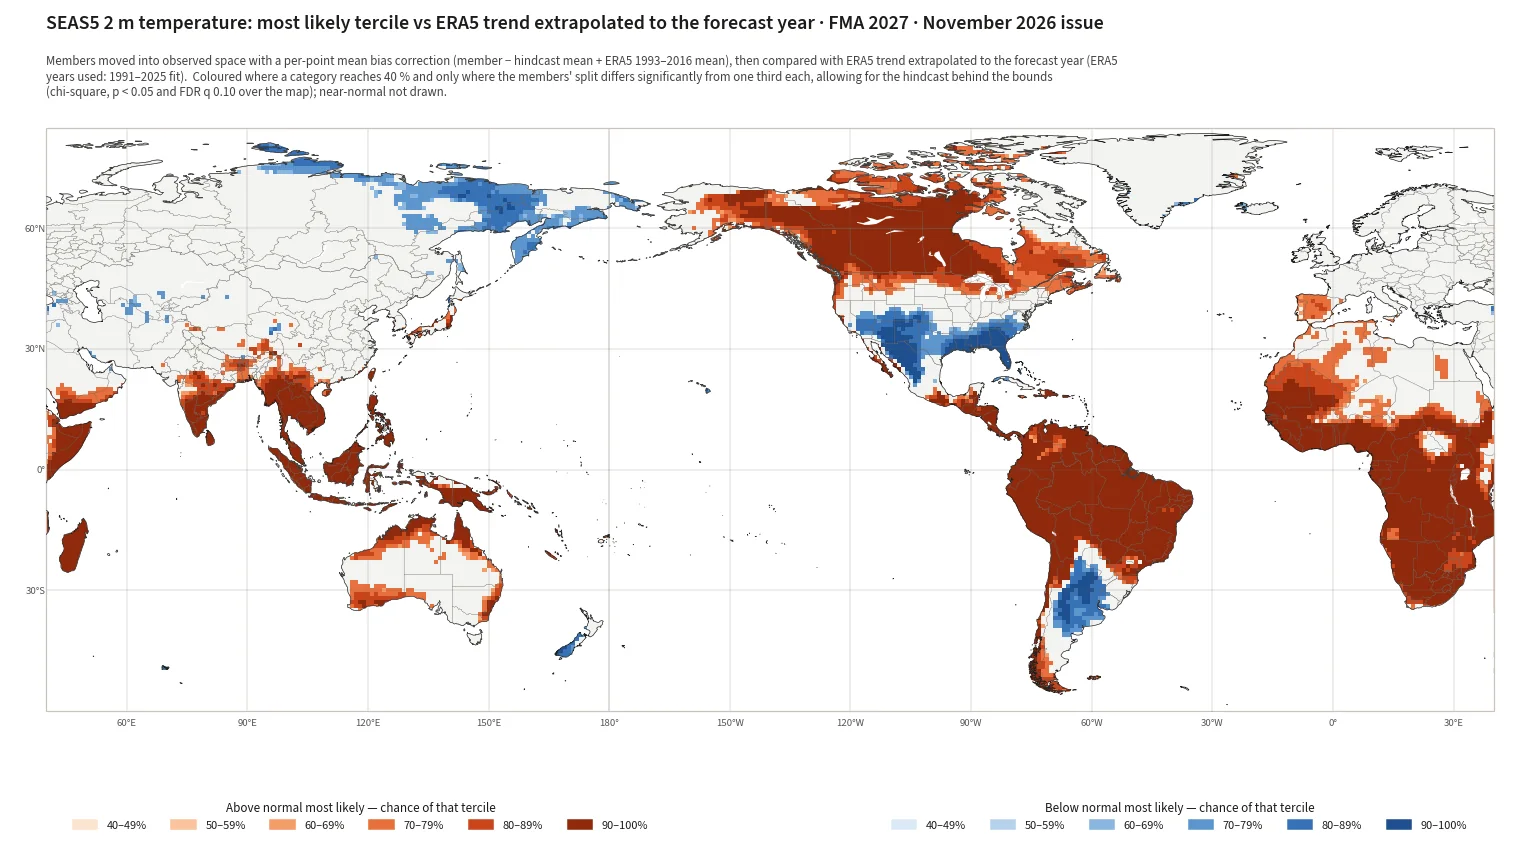 SEAS5 2 m temperature: most likely tercile vs ERA5 trend extrapolated to the forecast year · FMA 2027 · November 2026 issue
Members moved into observed space with a per-point mean bias correction (member − hindcast mean + ERA5 1993–2016 mean), then compared with ERA5 trend extrapolated to the forecast year (ERA5
years used: 1991–2025 fit). Coloured where a category reaches 40 % and only where the members' split differs significantly from one third each, allowing for the hindcast behind the bounds
(chi-square, p < 0.05 and FDR q 0.10 over the map); near-normal not drawn.
60°N
30°N
0°
30°S
60°E 90°E 120°E 150°E 180° 150°W 120°W 90°W 60°W 30°W 0° 30°E
Above normal most likely — chance of that tercile
40–49% 50–59% 60–69% 70–79% 80–89% 90–100%
Below normal most likely — chance of that tercile
40–49% 50–59% 60–69% 70–79% 80–89% 90–100%